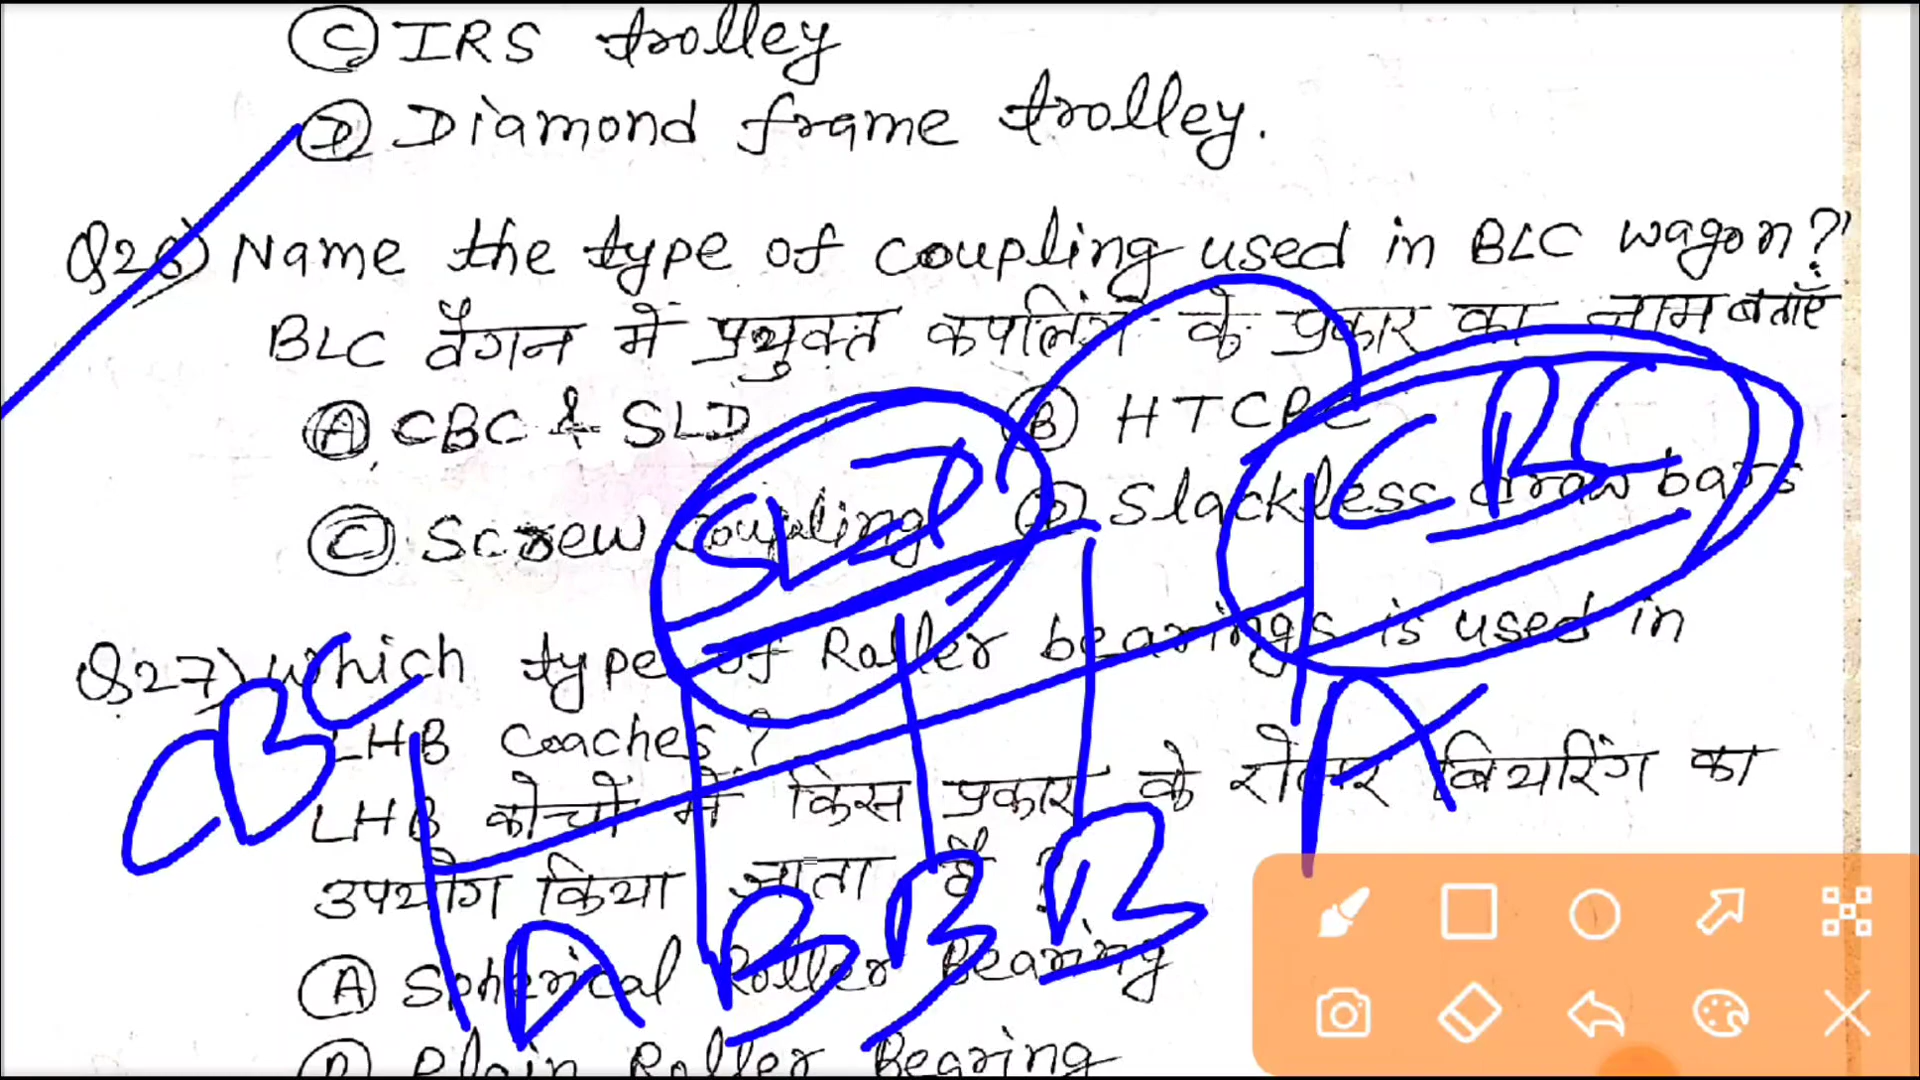 C IRS trolley
D Diamond frame trolley.
Q26) Name the type of coupling used in BLC wagon?
BLC वैगन में प्रयुक्त कपलिंग के प्रकार का नाम बताएँ
A CBC & SLD
B HTCBC
C Screw coupling
D Slackless draw bars
SLD
CBC
Q27) Which type of Roller bearings is used in
CBC
LHB Coaches?
LHB कोचों में किस प्रकार के रोलर बियरिंग का
A
उपयोग किया जाता है ?
A B B B
A Spherical Roller Bearing
Plain Roller Bearing